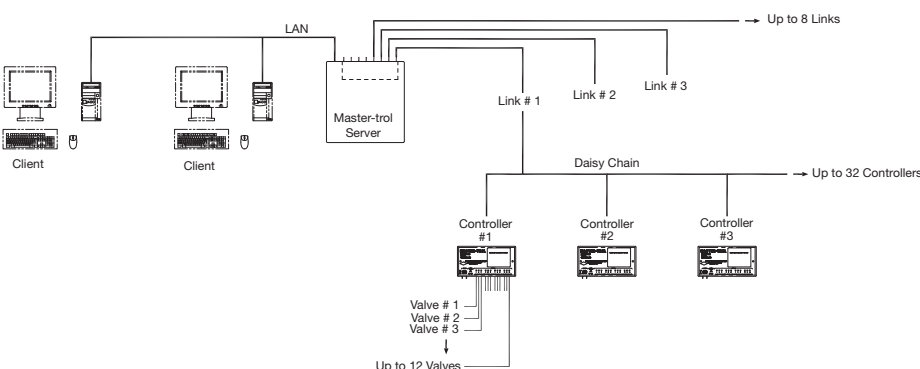 LAN
Up to 8 Links
Link # 3
Link # 2
Link # 1
Master-trol
Server
Client
Client
Daisy Chain
Up to 32 Controllers
Controller
#1
Controller
#2
Controller
#3
Valve # 1
Valve # 2
Valve # 3
Up to 12 Valves